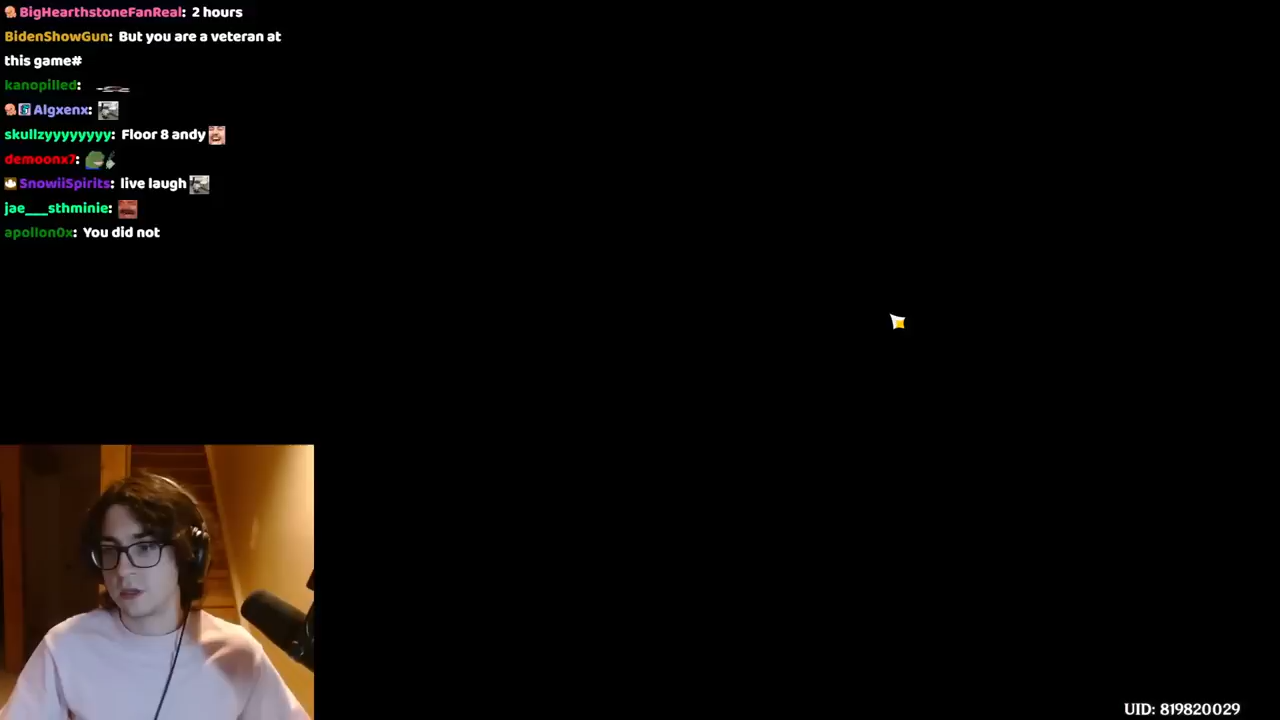 BigHearthstoneFanReal: 2 hours
BidenShowGun: But you are a veteran at
this game#
kanopilled:
Algxenx:
skullzyyyyyyyy: Floor 8 andy
demoonx7:
SnowiiSpirits: live laugh
jae___sthminie:
apollon0x: You did not
UID: 819820029